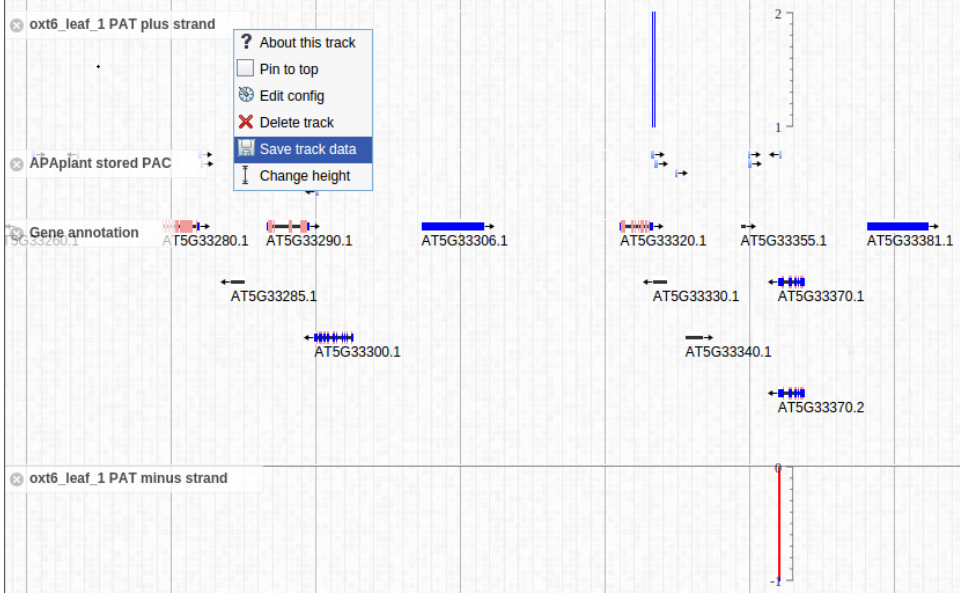 oxt6_leaf_1 PAT plus strand
2
1
? About this track
Pin to top
Edit config
Delete track
Save track data
Change height
APAplant stored PAC
Gene annotation
AT5G33260.1
AT5G33280.1
AT5G33290.1
AT5G33306.1
AT5G33320.1
AT5G33355.1
AT5G33381.1
AT5G33285.1
AT5G33330.1
AT5G33370.1
AT5G33300.1
AT5G33340.1
AT5G33370.2
oxt6_leaf_1 PAT minus strand
0
-1